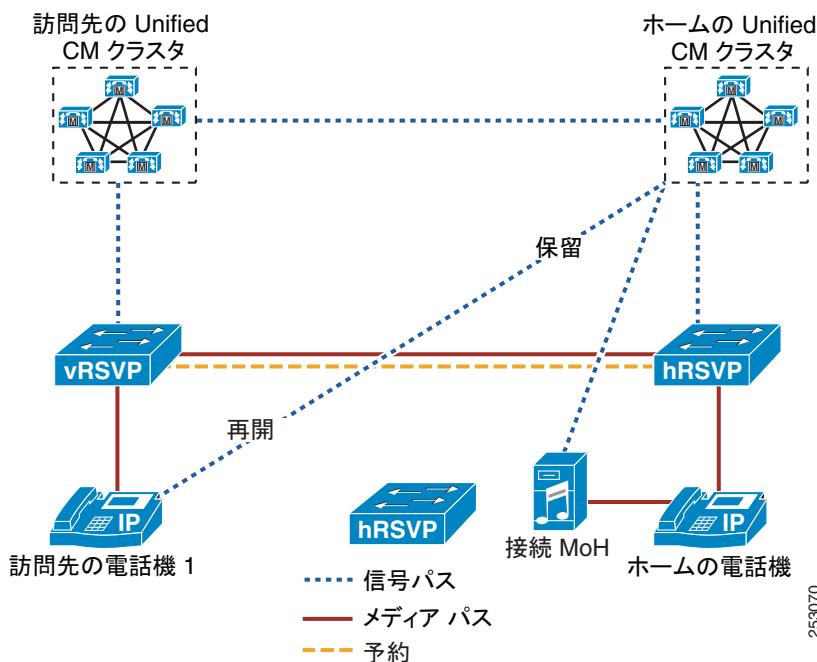 訪問先の Unified
CM クラスタ
ホームの Unified
CM クラスタ
M
M
M
M
M
M
M
M
M
M
保留
vRSVP
hRSVP
再開
IP
訪問先の電話機 1
hRSVP
接続 MoH
IP
ホームの電話機
信号パス
メディア パス
予約
253070